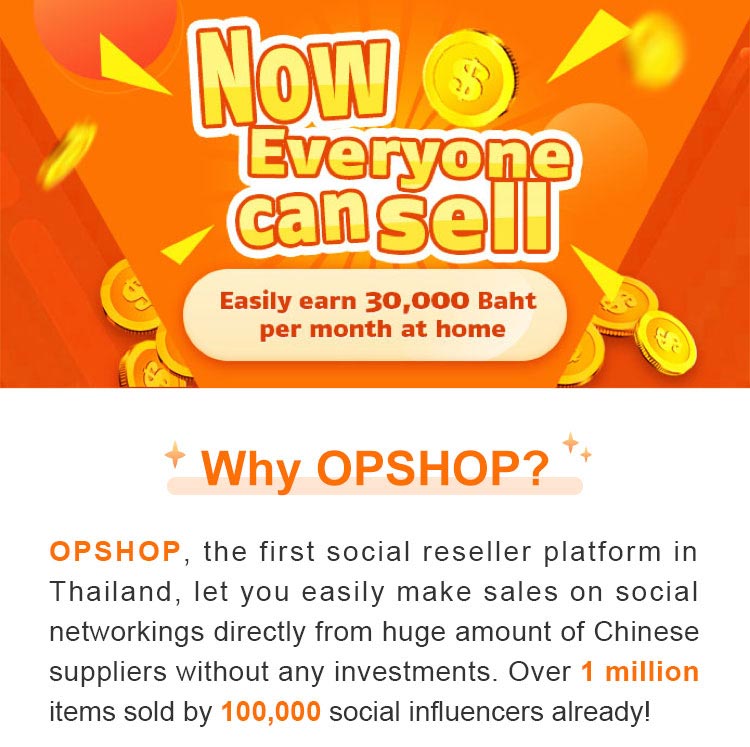 Now
Everyone
can sell
Easily earn 30,000 Baht
per month at home
Why OPSHOP?
OPSHOP, the first social reseller platform in
Thailand, let you easily make sales on social
networkings directly from huge amount of Chinese
suppliers without any investments. Over 1 million
items sold by 100,000 social influencers already!